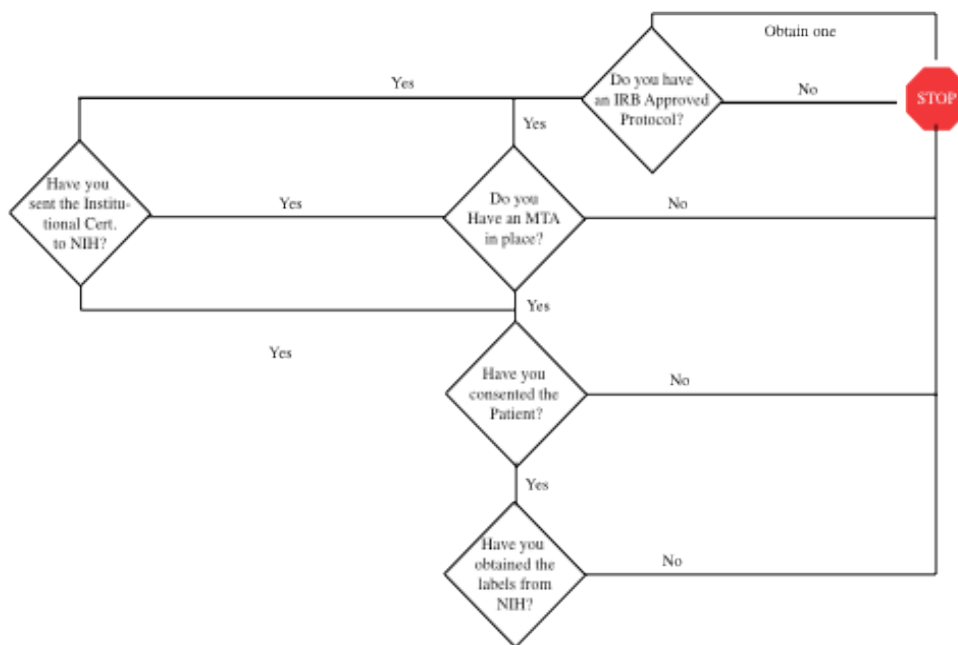 Obtain one
Do you have
an IRB Approved
Protocol?
Yes
No
STOP
Yes
Have you
sent the Institu-
tional Cert.
to NIH?
Yes
Do you
Have an MTA
in place?
No
Yes
Yes
Have you
consented the
Patient?
No
Yes
Have you
obtained the
labels from
NIH?
No